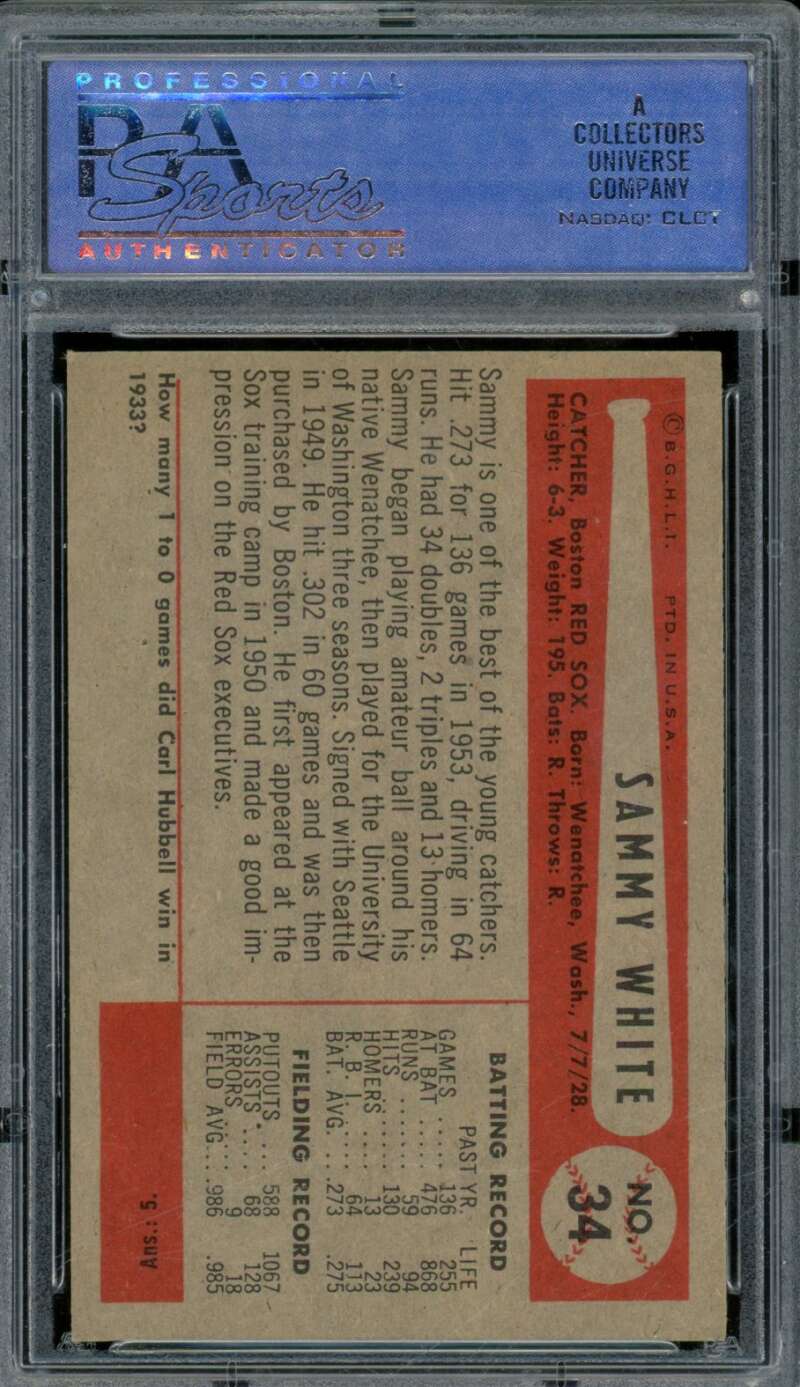 PROFESSIONAL
PSA
Sports
AUTHENTICATOR
A
COLLECTORS
UNIVERSE
COMPANY
NASDAQ: CLCT
© B.G.H.L.I. PTD. IN U.S.A.
SAMMY WHITE
NO.
34
CATCHER, Boston RED SOX. Born: Wenatchee, Wash., 7/7/28.
Height: 6-3. Weight: 195. Bats: R. Throws: R.
Sammy is one of the best of the young catchers.
Hit .273 for 136 games in 1953, driving in 64
runs. He had 34 doubles, 2 triples and 13 homers.
Sammy began playing amateur ball around his
native Wenatchee, then played for the University
of Washington three seasons. Signed with Seattle
in 1949. He hit .302 in 60 games and was then
purchased by Boston. He first appeared at the
Sox training camp in 1950 and made a good im-
pression on the Red Sox executives.
BATTING RECORD
PAST YR. LIFE
GAMES ..... 136 255
AT BAT .... 476 868
RUNS ...... 59 94
HITS ...... 130 239
HOMERS .... 13 23
R. B. I. .... 64 113
BAT. AVG. .. .273 .275
FIELDING RECORD
PUTOUTS .... 588 1067
ASSISTS .... 68 128
ERRORS .... 9 18
FIELD AVG. .. .986 .985
How many 1 to 0 games did Carl Hubbell win in
1933?
Ans.: 5.
PSA